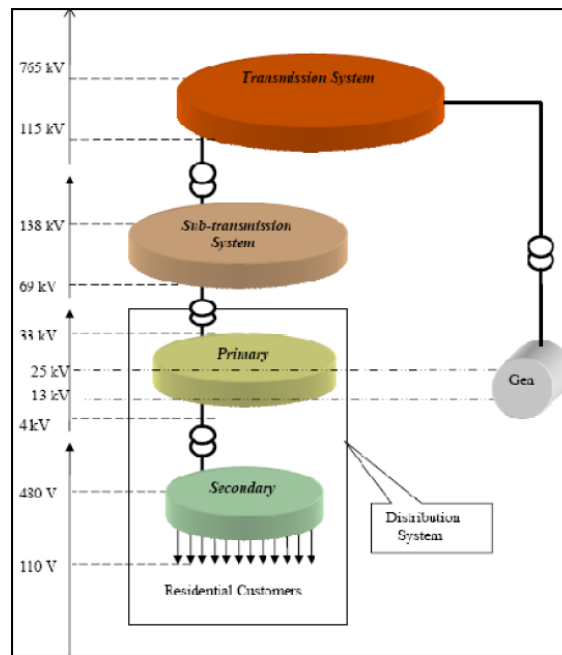 765 kV
Transmission System
115 kV
138 kV
Sub-transmission
System
69 kV
33 kV
Primary
25 kV
Gen
13 kV
4kV
480 V
Secondary
Distribution
System
110 V
Residential Customers